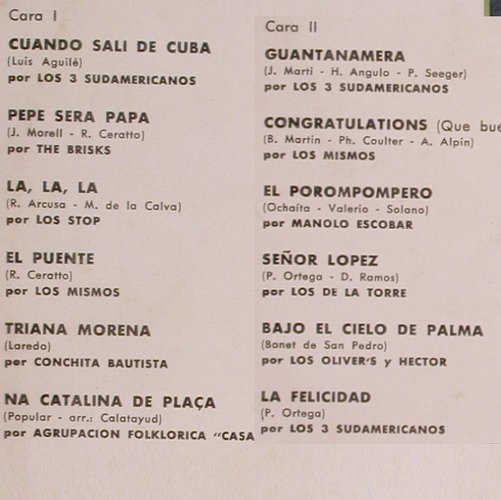 Cara I
CUANDO SALI DE CUBA
(Luis Aguilé)
por LOS 3 SUDAMERICANOS
PEPE SERA PAPA
(J. Morell - R. Ceratto)
por THE BRISKS
LA, LA, LA
(R. Arcusa - M. de la Calva)
por LOS STOP
EL PUENTE
(R. Ceratto)
por LOS MISMOS
TRIANA MORENA
(Laredo)
por CONCHITA BAUTISTA
NA CATALINA DE PLAÇA
(Popular - arr.: Calatayud)
por AGRUPACION FOLKLORICA "CASA
Cara II
GUANTANAMERA
(J. Marti - H. Angulo - P. Seeger)
por LOS 3 SUDAMERICANOS
CONGRATULATIONS (Que bue
(B. Martin - Ph. Coulter - A. Alpin)
por LOS MISMOS
EL POROMPOMPERO
(Ochaíta - Valerio - Solano)
por MANOLO ESCOBAR
SEÑOR LOPEZ
(P. Ortega - D. Ramos)
por LOS DE LA TORRE
BAJO EL CIELO DE PALMA
(Bonet de San Pedro)
por LOS OLIVER'S y HECTOR
LA FELICIDAD
(P. Ortega)
por LOS 3 SUDAMERICANOS